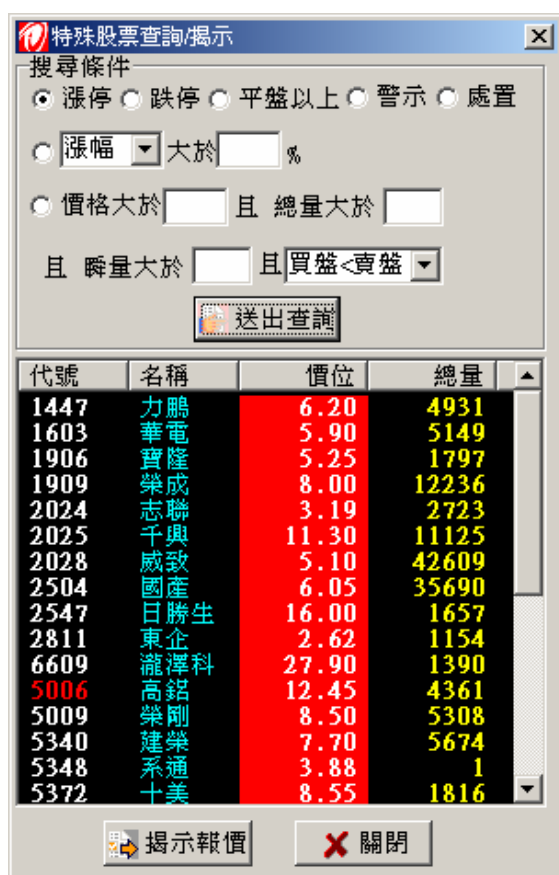 特殊股票查詢/揭示
搜尋條件
漲停 跌停 平盤以上 警示 處置
漲幅 大於 %
價格大於 且 總量大於
且 瞬量大於 且 買盤<賣盤
送出查詢
代號 名稱 價位 總量
1447 力鵬 6.20 4931
1603 華電 5.90 5149
1906 寶隆 5.25 1797
1909 榮成 8.00 12236
2024 志聯 3.19 2723
2025 千興 11.30 11125
2028 威致 5.10 42609
2504 國產 6.05 35690
2547 日勝生 16.00 1657
2811 東企 2.62 1154
6609 瀧澤科 27.90 1390
5006 高鋁 12.45 4361
5009 榮剛 8.50 5308
5340 建榮 7.70 5674
5348 系通 3.88 1
5372 十美 8.55 1816
揭示報價 關閉